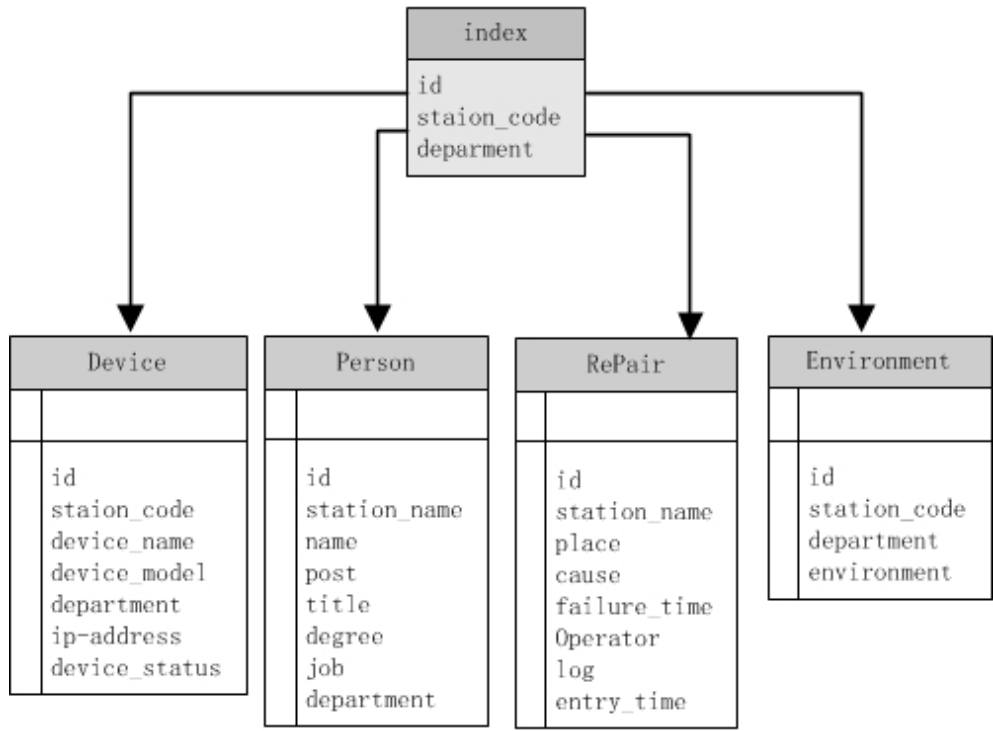 index
id
staion_code
deparment
Device
id
staion_code
device_name
device_model
department
ip-address
device_status
Person
id
station_name
name
post
title
degree
job
department
RePair
id
station_name
place
cause
failure_time
Operator
log
entry_time
Environment
id
station_code
department
environment